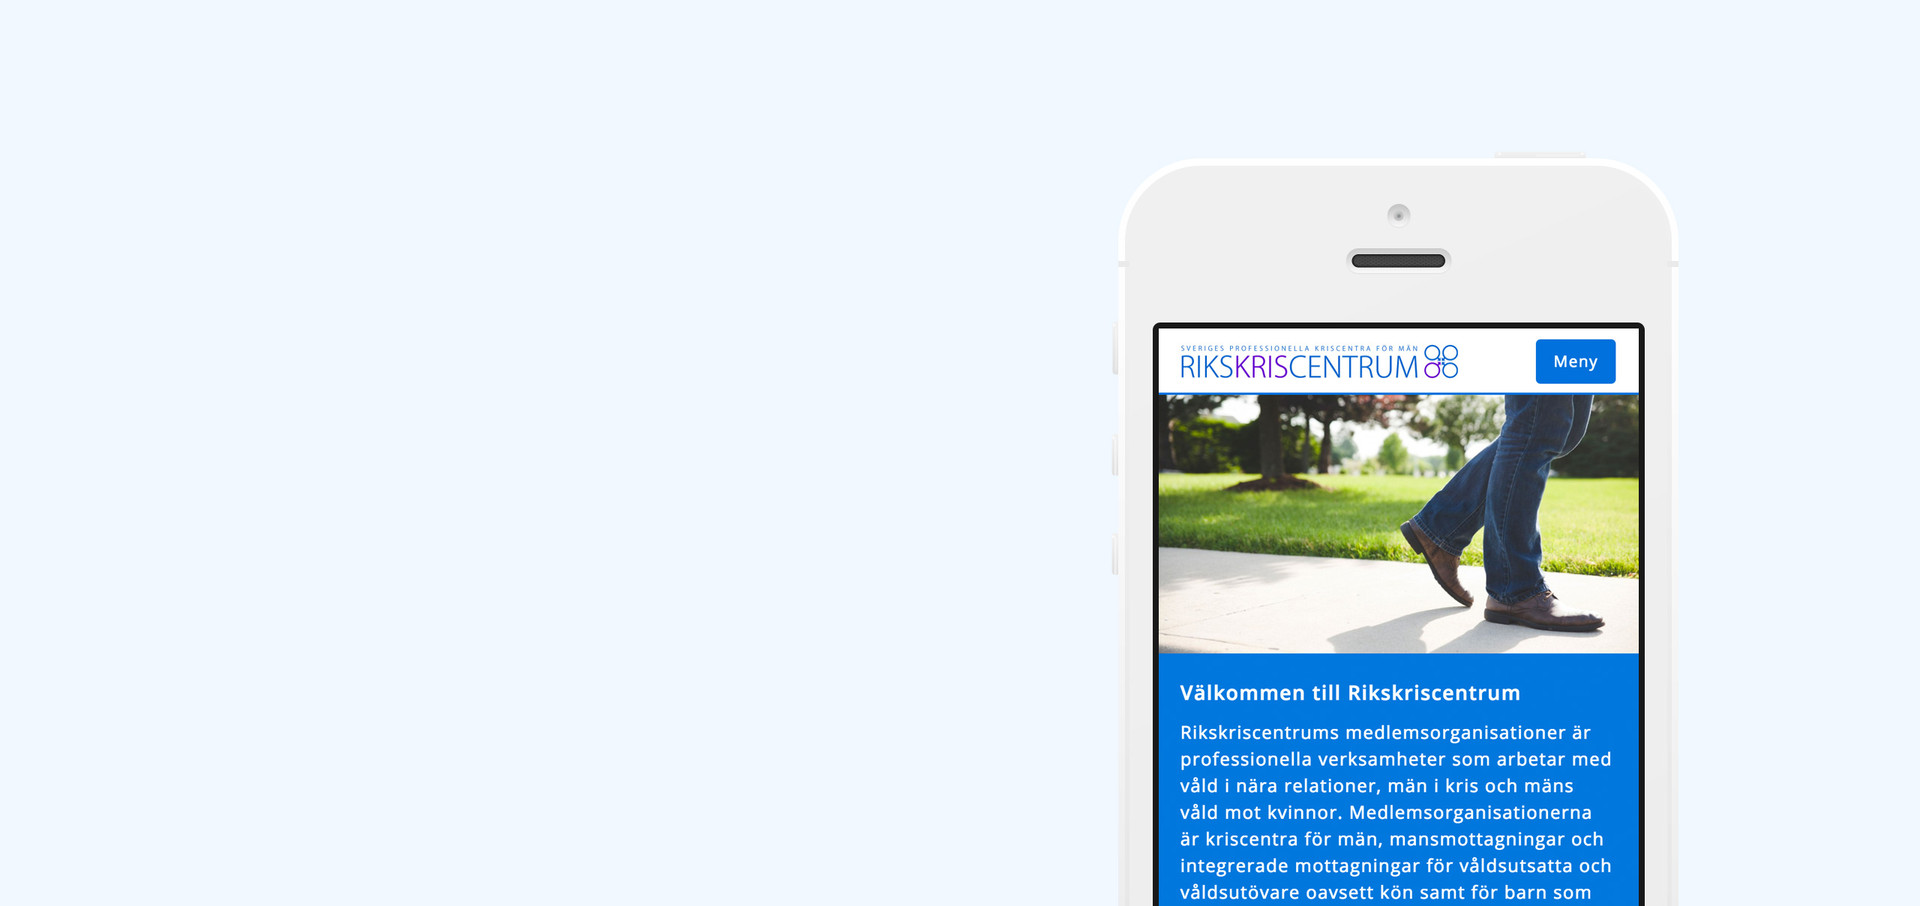 SVERIGES PROFESSIONELLA KRISCENTRA FÖR MÄN
RIKSKRISCENTRUM
Meny
Välkommen till Rikskriscentrum
Rikskriscentrums medlemsorganisationer är
professionella verksamheter som arbetar med
våld i nära relationer, män i kris och mäns
våld mot kvinnor. Medlemsorganisationerna
är kriscentra för män, mansmottagningar och
integrerade mottagningar för våldsutsatta och
våldsutövare oavsett kön samt för barn som